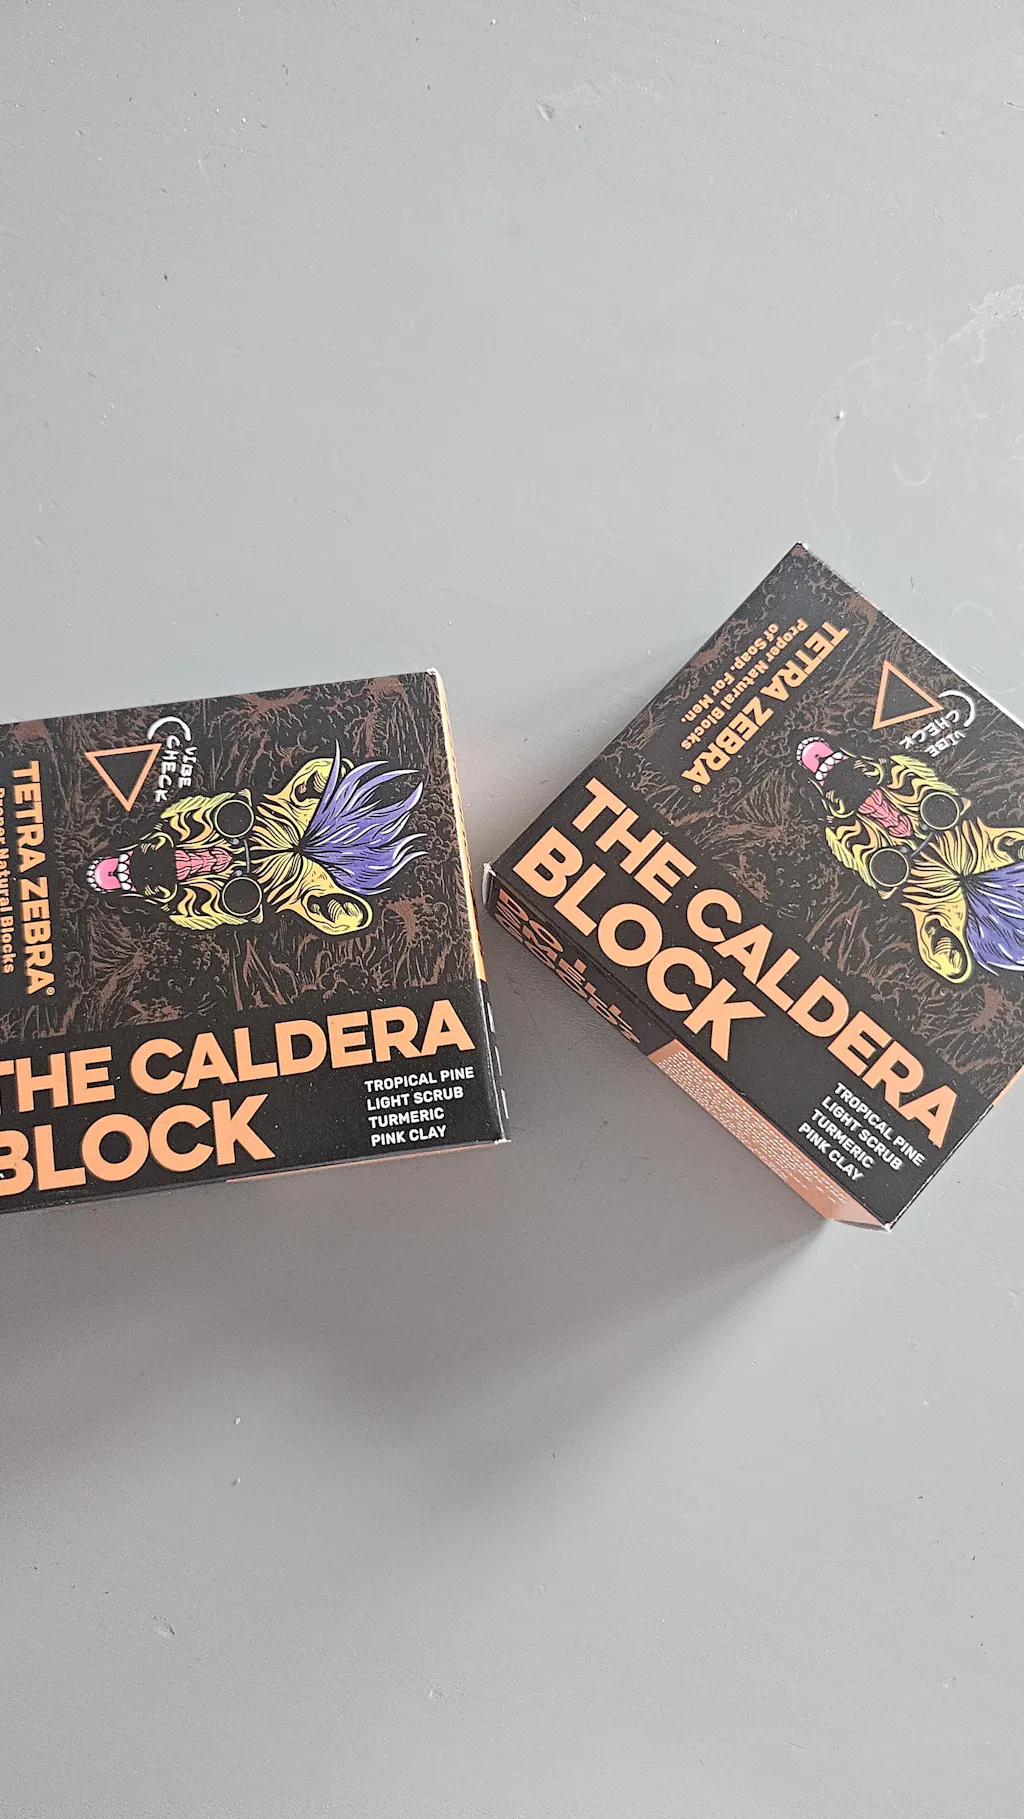 VIBE
CHECK
TETRA ZEBRA®
Proper Natural Blocks
THE CALDERA
BLOCK
TROPICAL PINE
LIGHT SCRUB
TURMERIC
PINK CLAY
VIBE
CHECK
TETRA ZEBRA®
Proper Natural Blocks
of Soap. For Men.
THE CALDERA
BLOCK
TROPICAL PINE
LIGHT SCRUB
TURMERIC
PINK CLAY